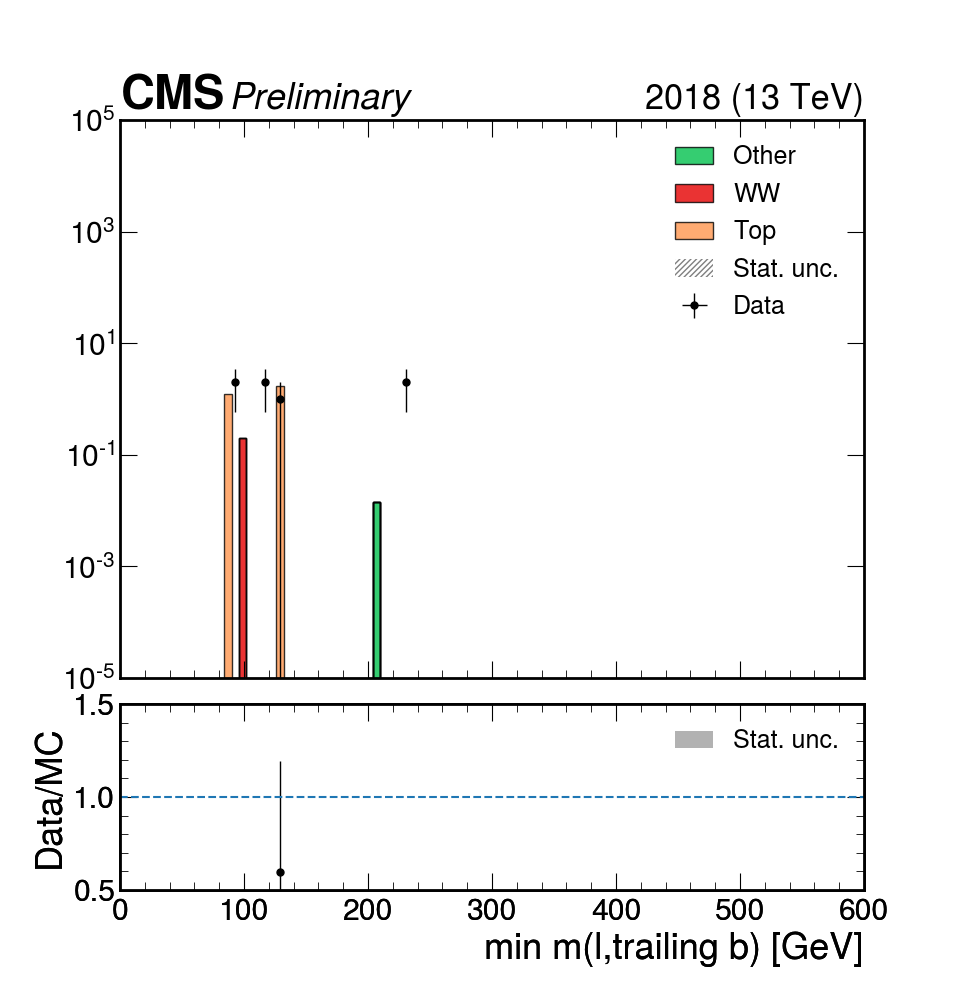 CMS Preliminary 2018 (13 TeV)
10^5
Other
WW
Top
10^3
Stat. unc.
Data
10^1
10^-1
10^-3
10^-5
1.5
Stat. unc.
Data/MC
1.0
0.5
0 100 200 300 400 500 600
min m(l,trailing b) [GeV]